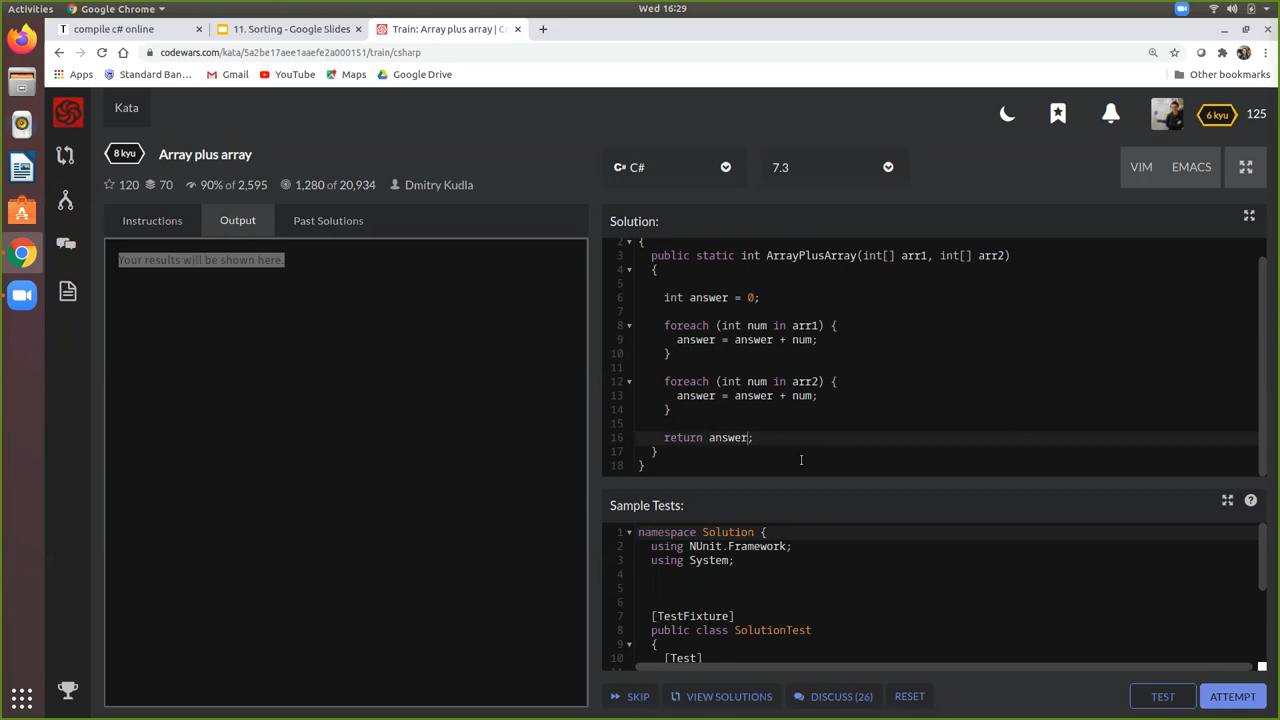 Activities
Google Chrome
Wed 16:29
compile c# online
11. Sorting - Google Slides
Train: Array plus array | C
codewars.com/kata/5a2be17aee1aaefe2a000151/train/csharp
Apps
Standard Ban...
Gmail
YouTube
Maps
Google Drive
Other bookmarks
Kata
6 kyu
125
8 kyu
Array plus array
C#
7.3
VIM
EMACS
120
70
90% of 2,595
1,280 of 20,934
Dmitry Kudla
Instructions
Output
Past Solutions
Solution:
Your results will be shown here.
2 {
3 public static int ArrayPlusArray(int[] arr1, int[] arr2)
4 {
5
6 int answer = 0;
7
8 foreach (int num in arr1) {
9 answer = answer + num;
10 }
11
12 foreach (int num in arr2) {
13 answer = answer + num;
14 }
15
16 return answer;
17 }
18 }
Sample Tests:
1 namespace Solution {
2 using NUnit.Framework;
3 using System;
4
5
6
7 [TestFixture]
8 public class SolutionTest
9 {
10 [Test]
SKIP
VIEW SOLUTIONS
DISCUSS (26)
RESET
TEST
ATTEMPT